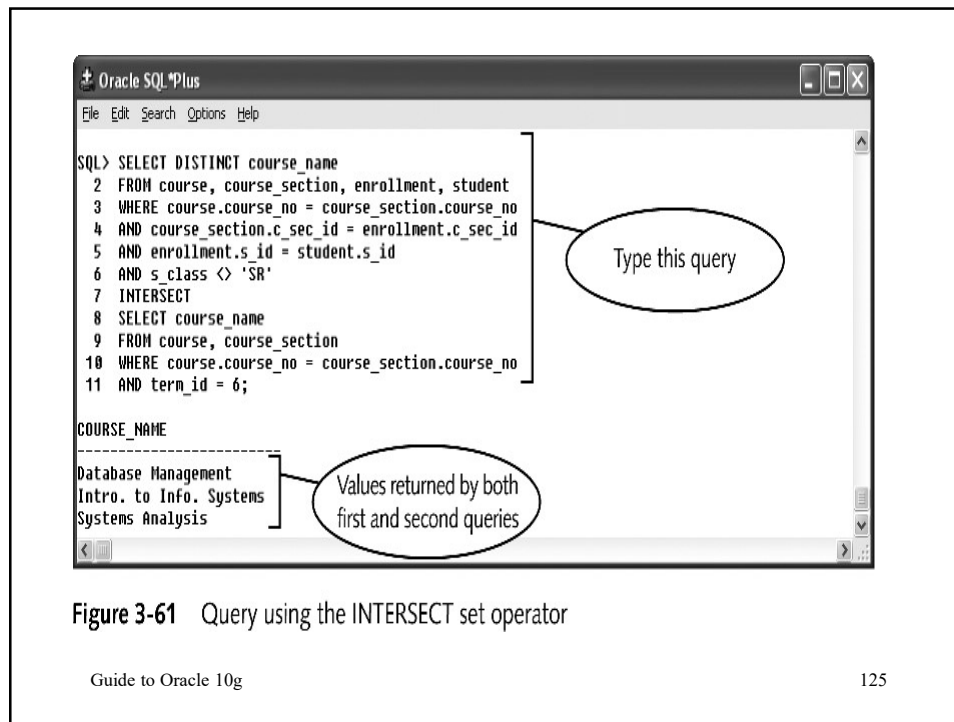 Oracle SQL*Plus
File Edit Search Options Help
SQL> SELECT DISTINCT course_name
2 FROM course, course_section, enrollment, student
3 WHERE course.course_no = course_section.course_no
4 AND course_section.c_sec_id = enrollment.c_sec_id
5 AND enrollment.s_id = student.s_id
6 AND s_class <> 'SR'
7 INTERSECT
8 SELECT course_name
9 FROM course, course_section
10 WHERE course.course_no = course_section.course_no
11 AND term_id = 6;
Type this query
COURSE_NAME
-------------------------
Database Management
Intro. to Info. Systems
Systems Analysis
Values returned by both
first and second queries
Figure 3-61 Query using the INTERSECT set operator
Guide to Oracle 10g 125